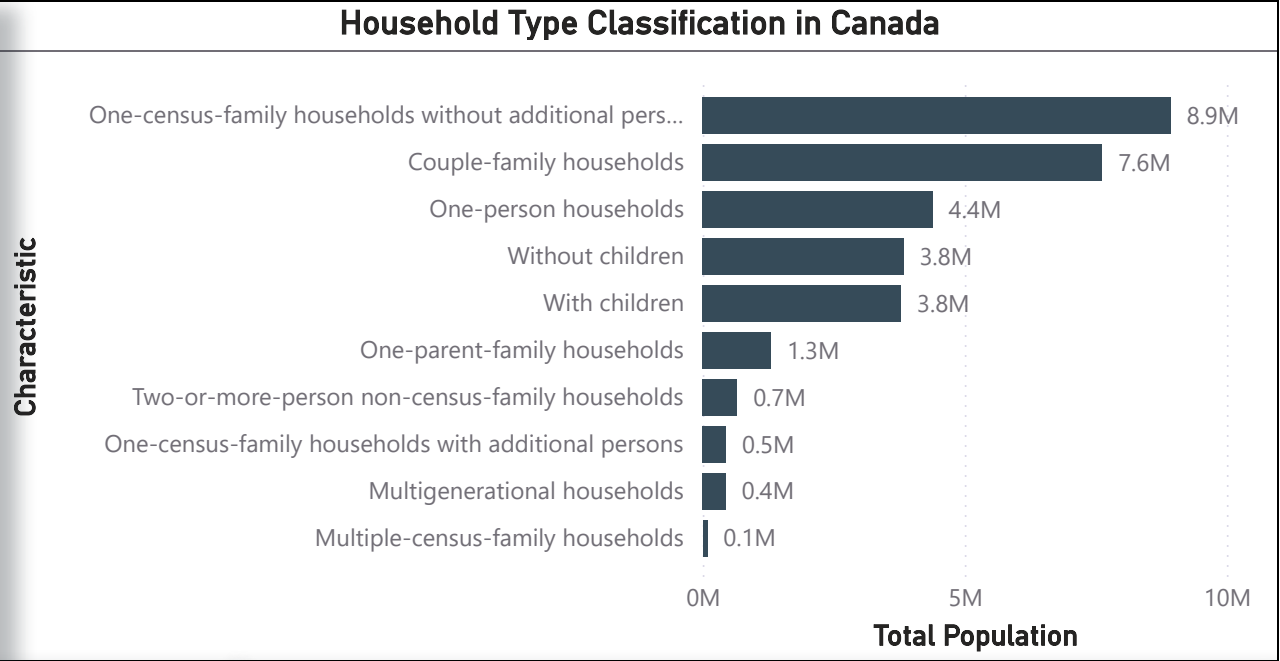 Household Type Classification in Canada
Characteristic
One-census-family households without additional pers... 8.9M
Couple-family households 7.6M
One-person households 4.4M
Without children 3.8M
With children 3.8M
One-parent-family households 1.3M
Two-or-more-person non-census-family households 0.7M
One-census-family households with additional persons 0.5M
Multigenerational households 0.4M
Multiple-census-family households 0.1M
0M 5M 10M
Total Population